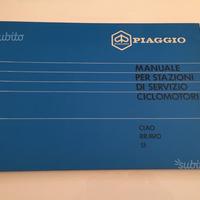 subito
PIAGGIO
MANUALE
PER STAZIONI
DI SERVIZIO
CICLOMOTORI
CIAO
BRAVO
SI
subito